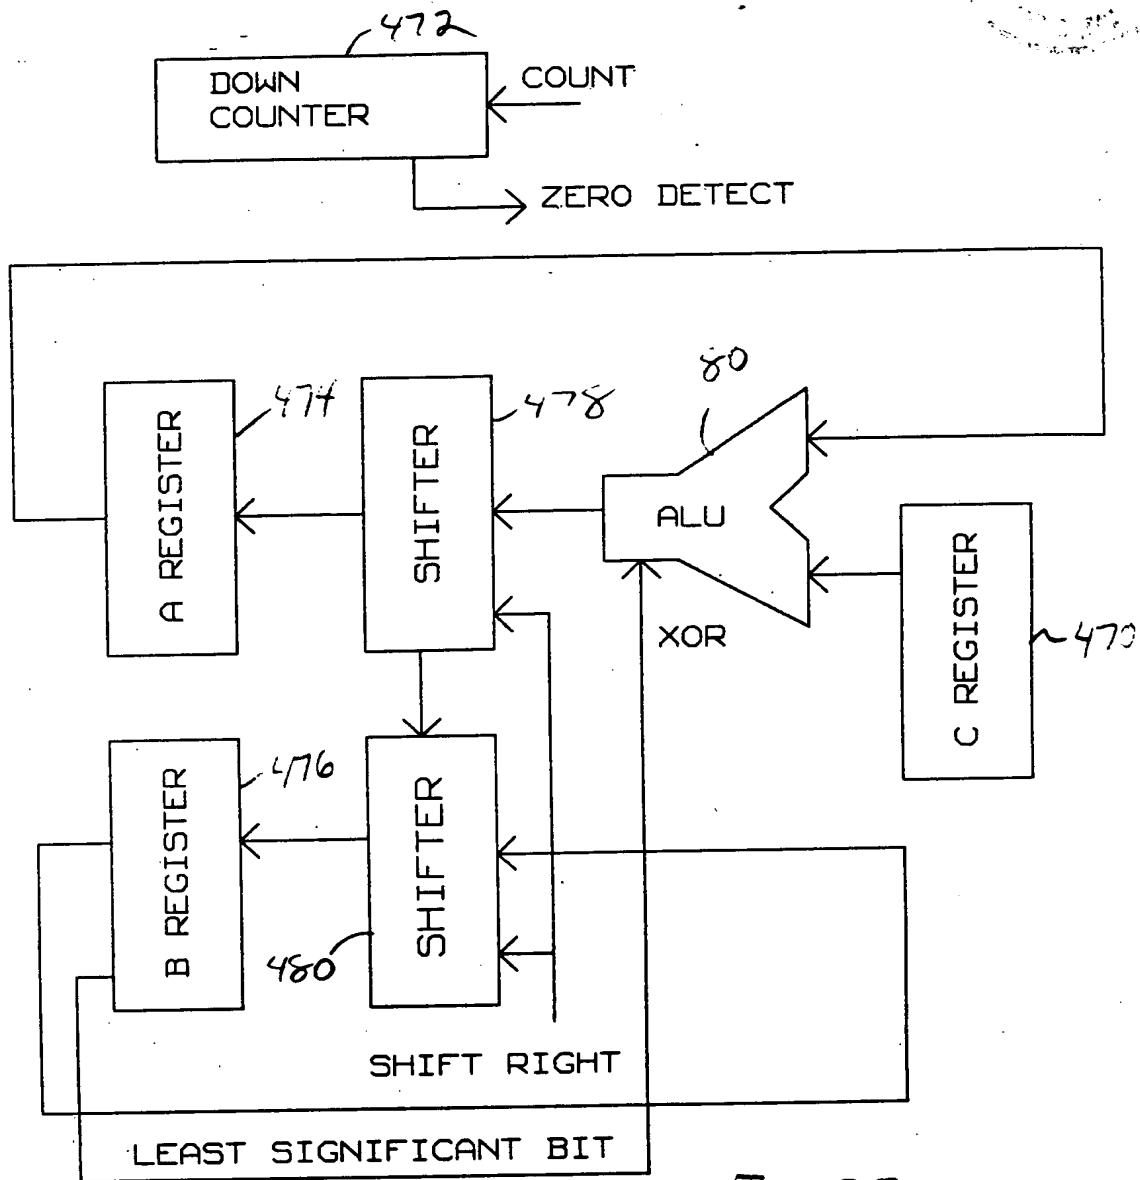 472
DOWN
COUNTER
COUNT
ZERO DETECT
80
474
478
A REGISTER
SHIFTER
ALU
C REGISTER
XOR
476
B REGISTER
SHIFTER
480
SHIFT RIGHT
LEAST SIGNIFICANT BIT